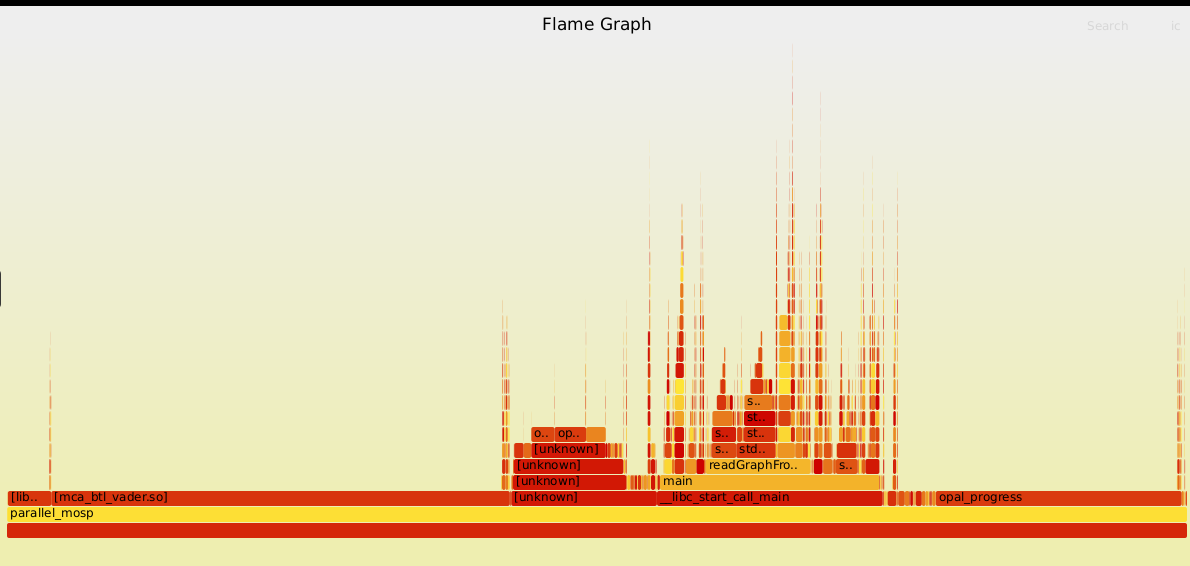 Flame Graph
Search ic
s..
st..
o.. op.. s.. st..
[unknown] s.. std..
[unknown] readGraphFro.. s..
[unknown] main
[lib.. [mca_btl_vader.so] [unknown] __libc_start_call_main opal_progress
parallel_mosp